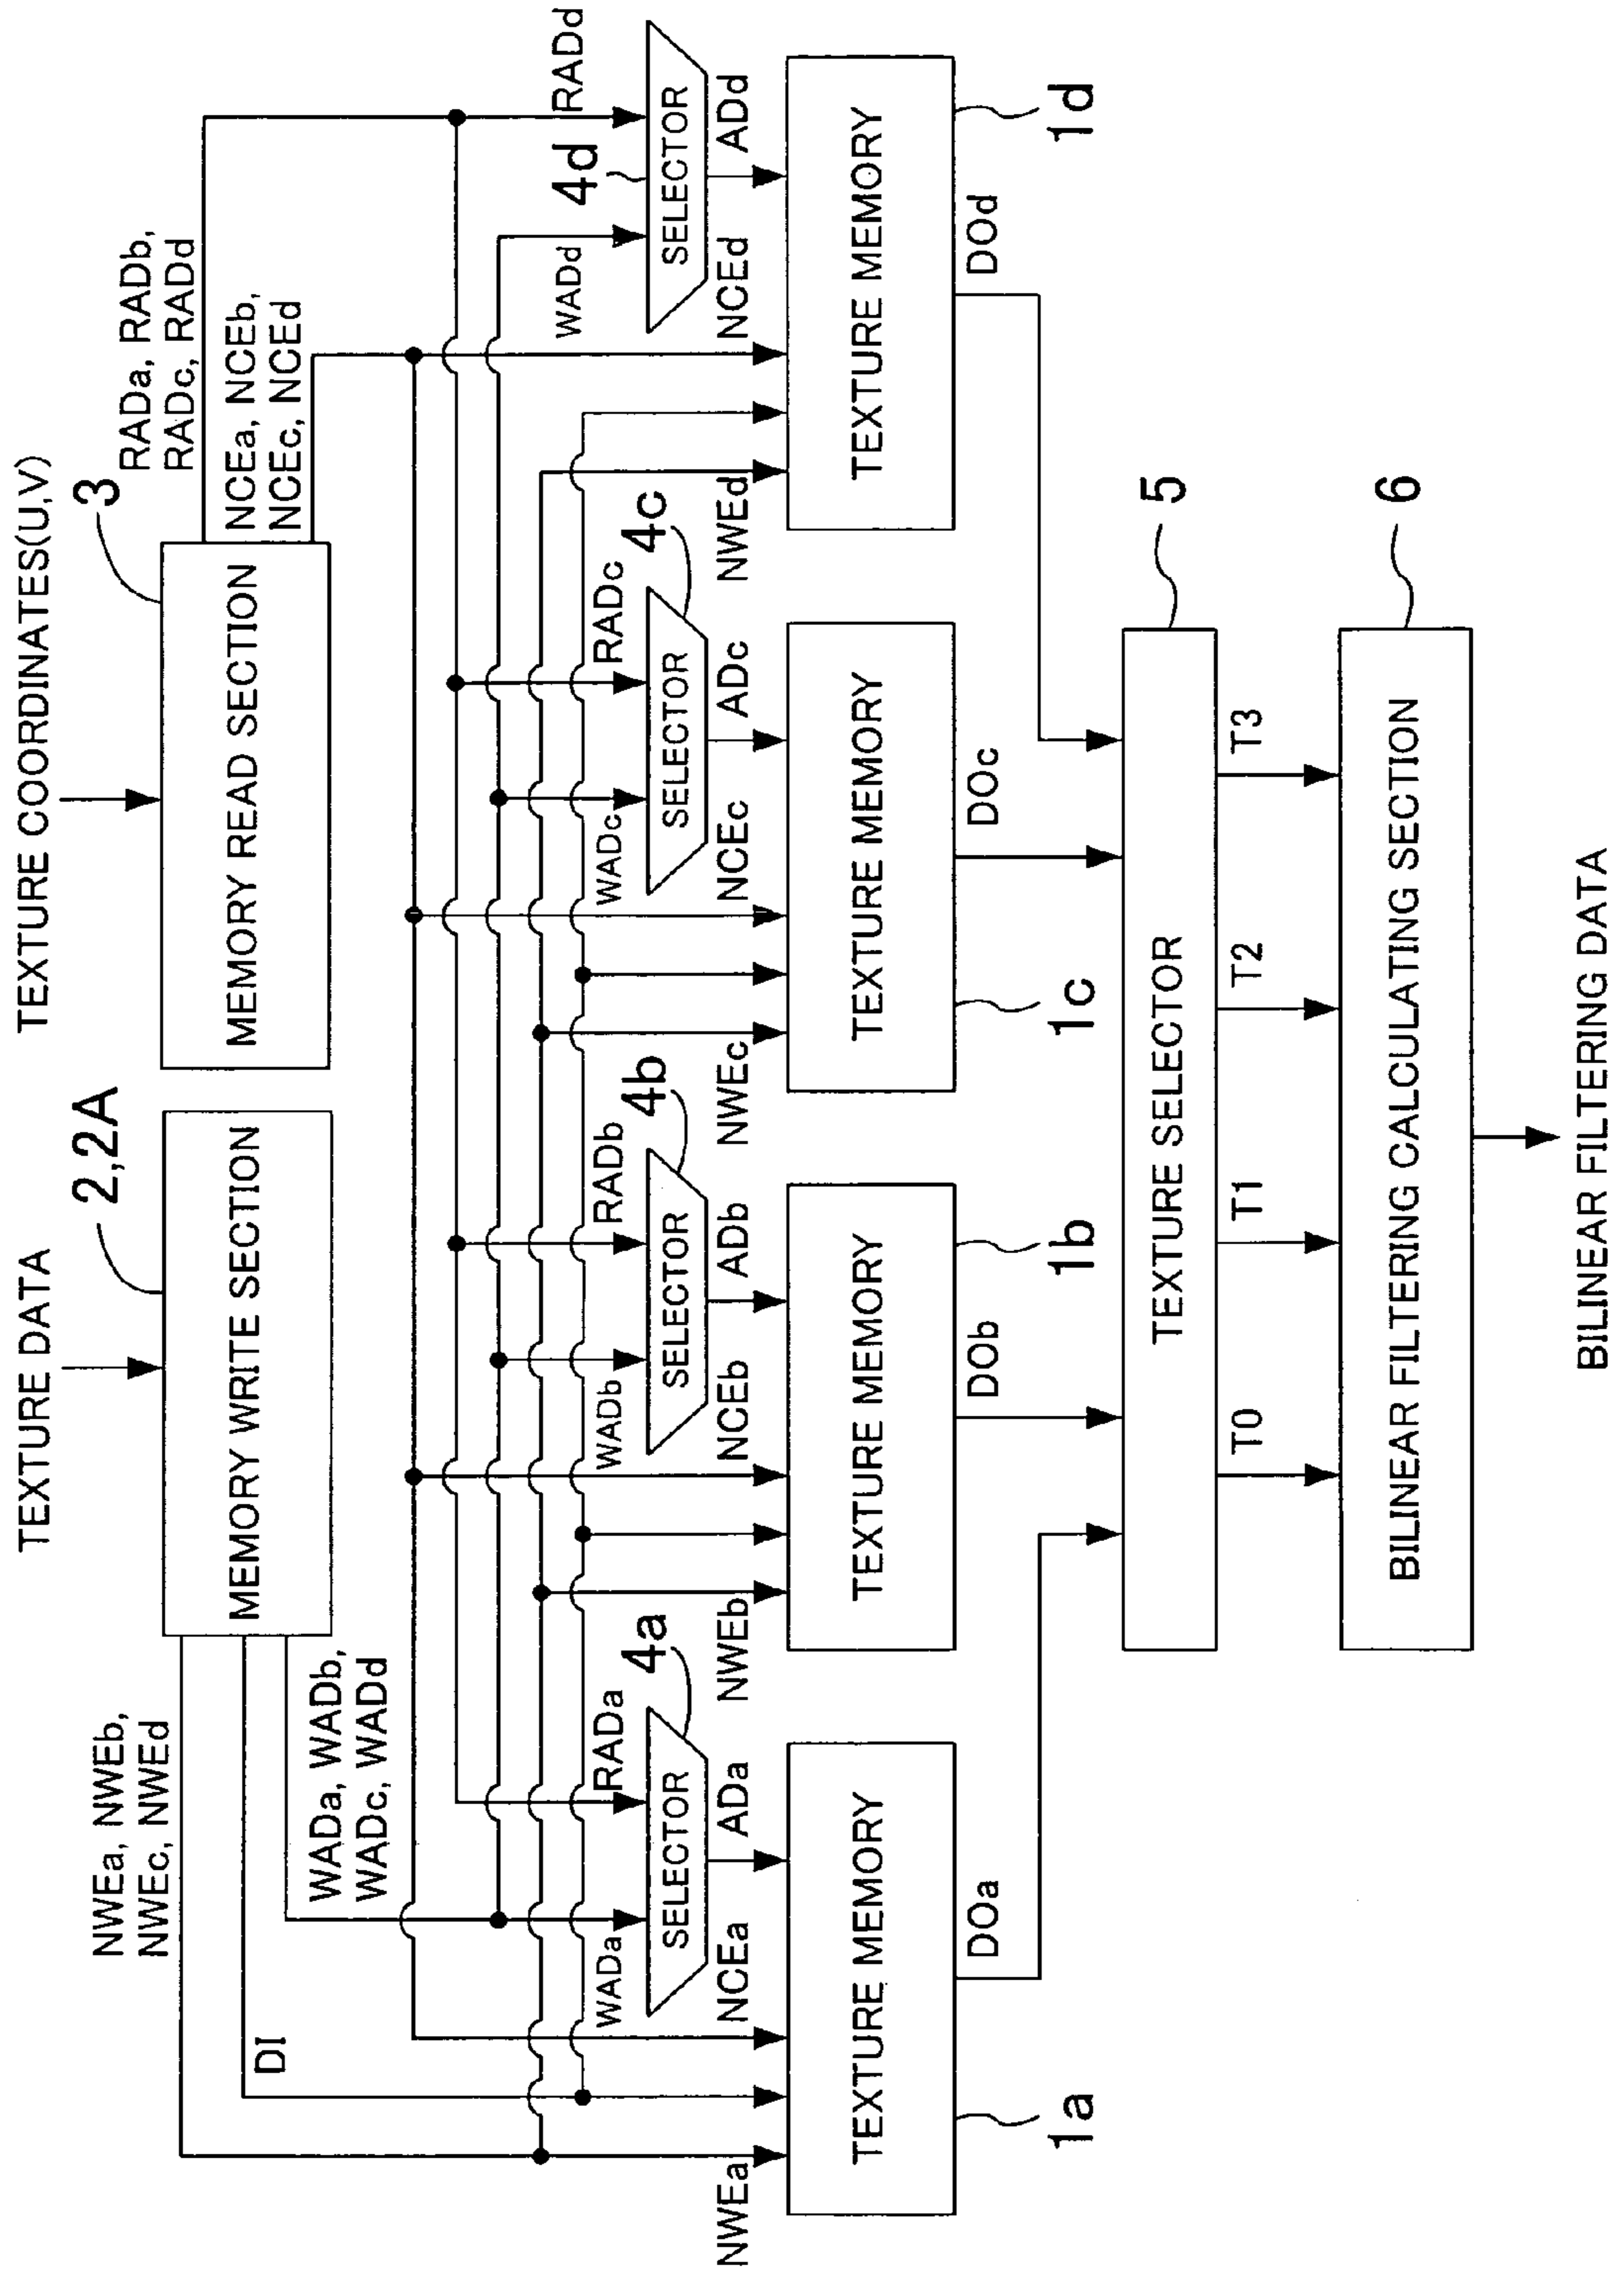 TEXTURE DATA
TEXTURE COORDINATES(U,V)
2,2A
3
MEMORY WRITE SECTION
MEMORY READ SECTION
NWEa, NWEb,
NWEc, NWEd
DI
WADa, WADb,
WADc, WADd
RADa, RADb,
RADc, RADd
NCEa, NCEb,
NCEc, NCEd
WADa
RADa
4a
WADb
RADb
4b
WADc
RADc
4c
WADd
RADd
4d
SELECTOR
SELECTOR
SELECTOR
SELECTOR
NWEa
NCEa
ADa
NWEb
NCEb
ADb
NWEc
NCEc
ADc
NWEd
NCEd
ADd
TEXTURE MEMORY
TEXTURE MEMORY
TEXTURE MEMORY
TEXTURE MEMORY
1a
DOa
DOb
1b
1c
DOc
DOd
1d
TEXTURE SELECTOR
5
T0
T1
T2
T3
BILINEAR FILTERING CALCULATING SECTION
6
BILINEAR FILTERING DATA